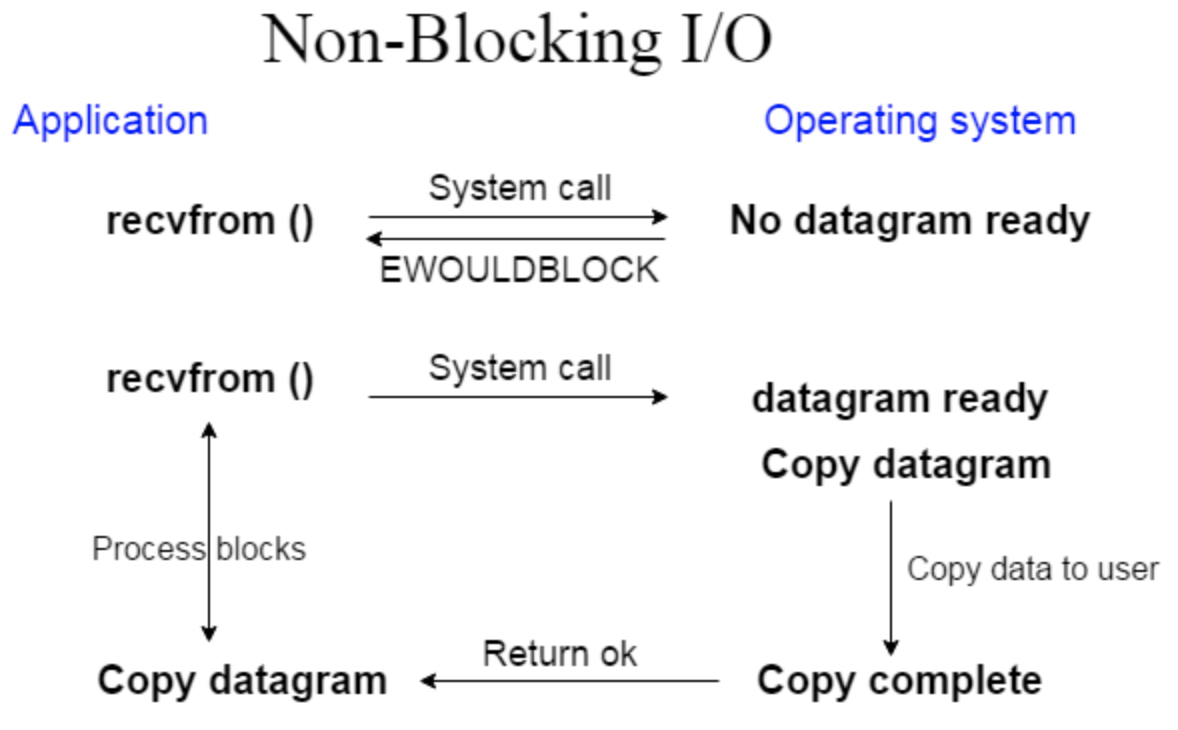 Non-Blocking I/O
Application
Operating system
System call
recvfrom ()
No datagram ready
EWOULDBLOCK
System call
recvfrom ()
datagram ready
Copy datagram
Process blocks
Copy data to user
Return ok
Copy datagram
Copy complete